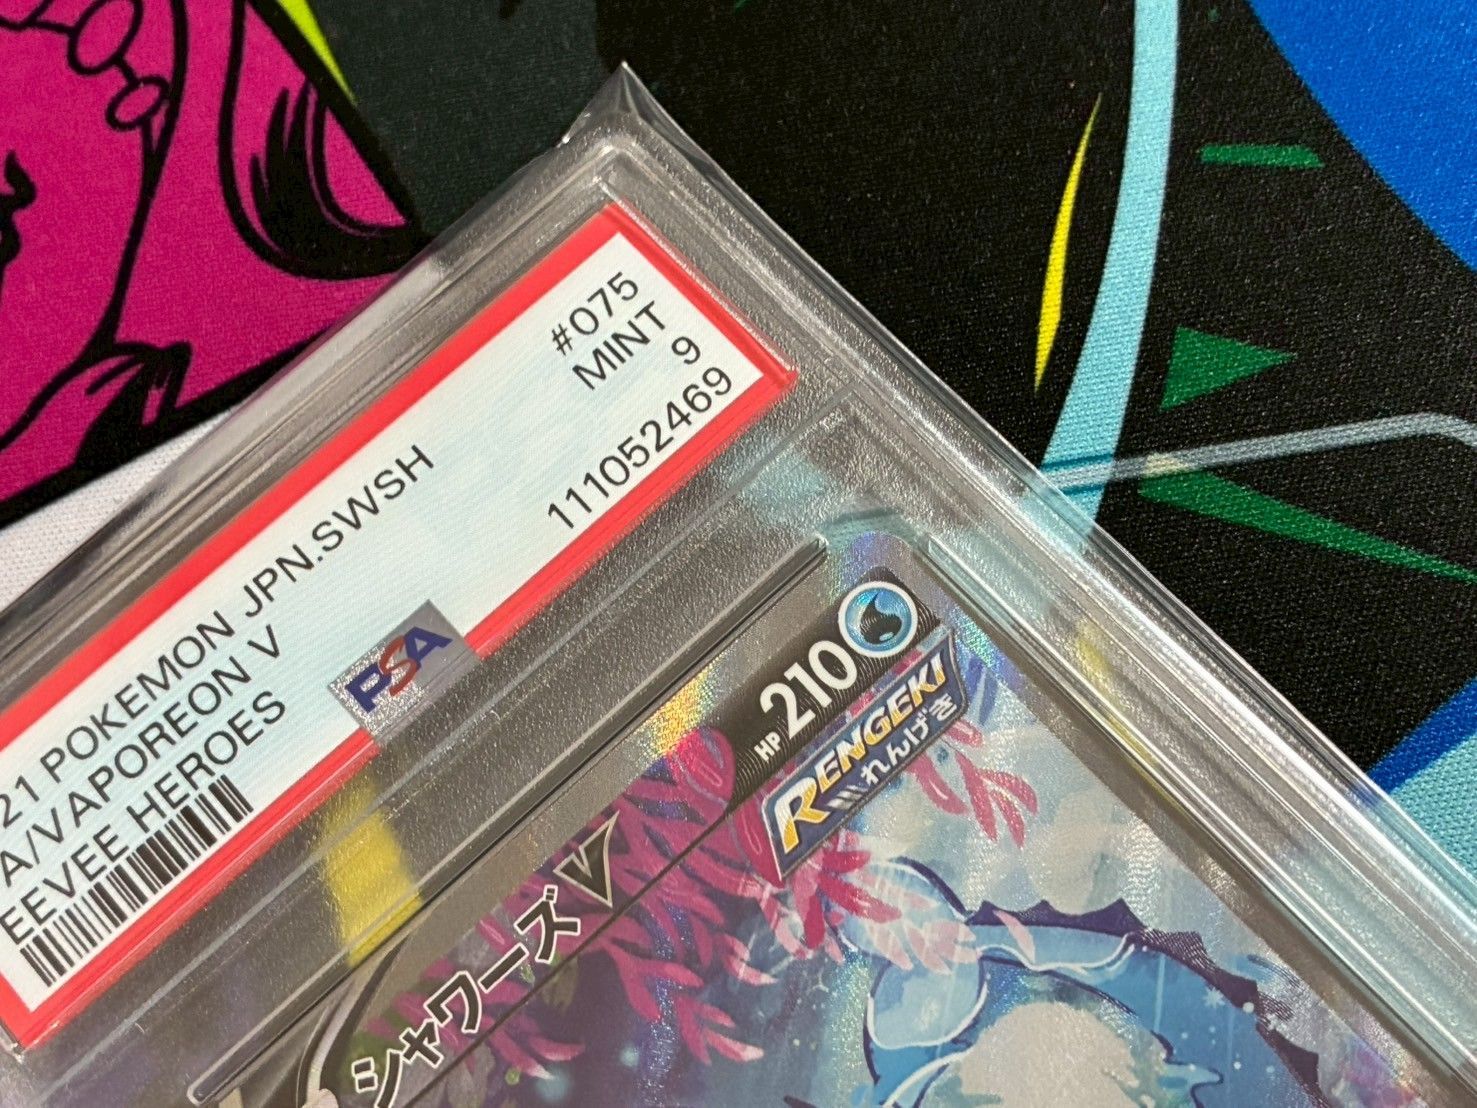 21 POKEMON JPN.SWSH
#075
A/VAPOREON V
MINT
EEVEE HEROES
9
111052469
PSA
HP 210
RENGEKI
れんげき
シャワーズV